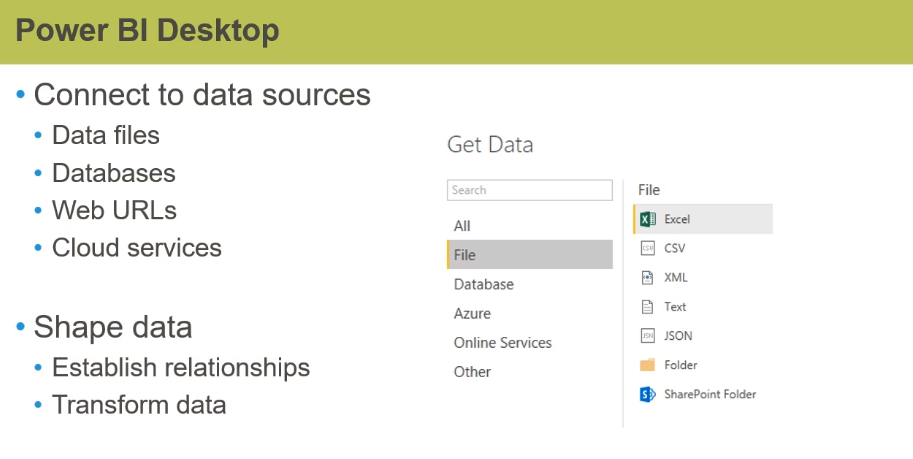 Power BI Desktop
• Connect to data sources
• Data files
• Databases
• Web URLs
• Cloud services
• Shape data
• Establish relationships
• Transform data
Get Data
Search
All
File
Database
Azure
Online Services
Other
File
Excel
CSV
XML
Text
JSON
Folder
SharePoint Folder